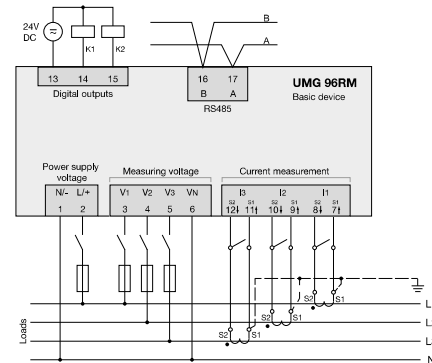 B
24V
DC
K1 K2
A
13 14 15
16 17
UMG 96RM
Digital outputs
B A
Basic device
RS485
Power supply
voltage
Measuring voltage
Current measurement
N/- L/+
V1 V2 V3 VN
I3 I2 I1
S2 S1 S2 S1 S2 S1
1 2 3 4 5 6 12 11 10 9 8 7
S2 S1
S2 S1
S2 S1
Loads
L
L
L
N